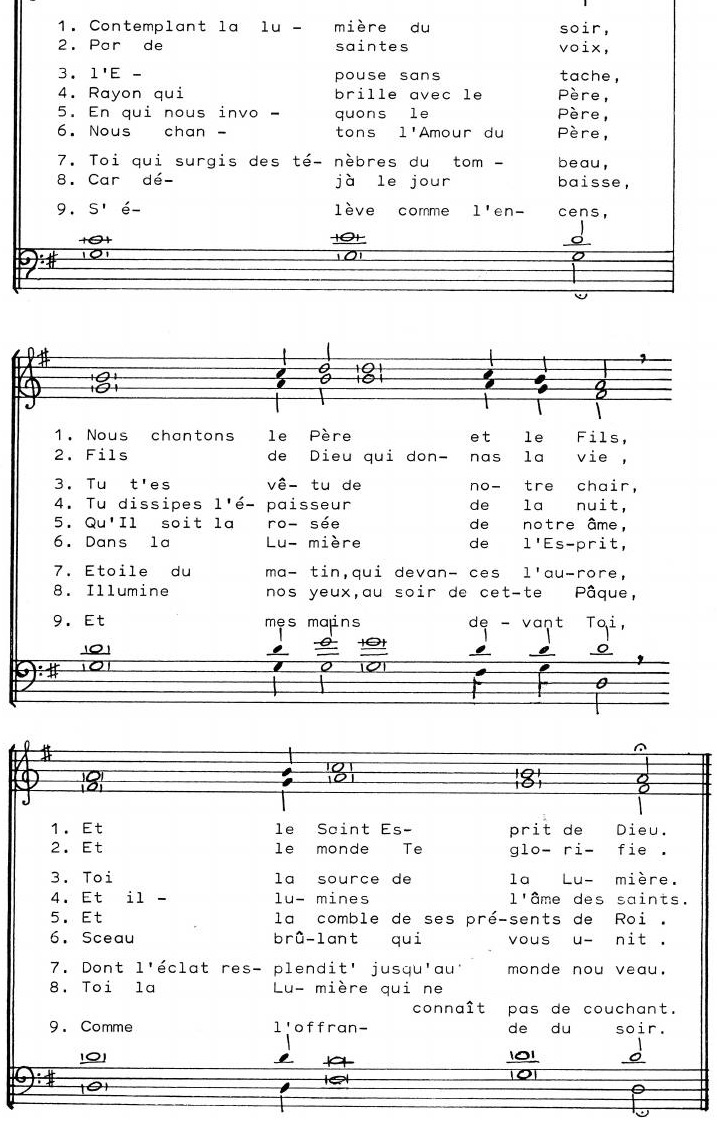 1. Contemplant la lu - mière du soir,
2. Par de saintes voix,
3. l'E - pouse sans tache,
4. Rayon qui brille avec le Père,
5. En qui nous invo - quons le Père,
6. Nous chan - tons l'Amour du Père,
7. Toi qui surgis des té- nèbres du tom - beau,
8. Car dé- jà le jour baisse,
9. S' é- lève comme l'en- cens,
1. Nous chantons le Père et le Fils,
2. Fils de Dieu qui don- nas la vie ,
3. Tu t'es vê- tu de no- tre chair,
4. Tu dissipes l'é- paisseur de la nuit,
5. Qu'Il soit la ro- sée de notre âme,
6. Dans la Lu- mière de l'Es-prit,
7. Etoile du ma- tin,qui devan- ces l'au-rore,
8. Illumine nos yeux,au soir de cet-te Pâque,
9. Et mes mains de - vant Toi,
1. Et le Saint Es- prit de Dieu.
2. Et le monde Te glo- ri- fie .
3. Toi la source de la Lu- mière.
4. Et il - lu- mines l'âme des saints.
5. Et la comble de ses pré-sents de Roi .
6. Sceau brû-lant qui vous u- nit .
7. Dont l'éclat res- plendit' jusqu'au' monde nou veau.
8. Toi la Lu- mière qui ne
connaît pas de couchant.
9. Comme l'offran- de du soir.